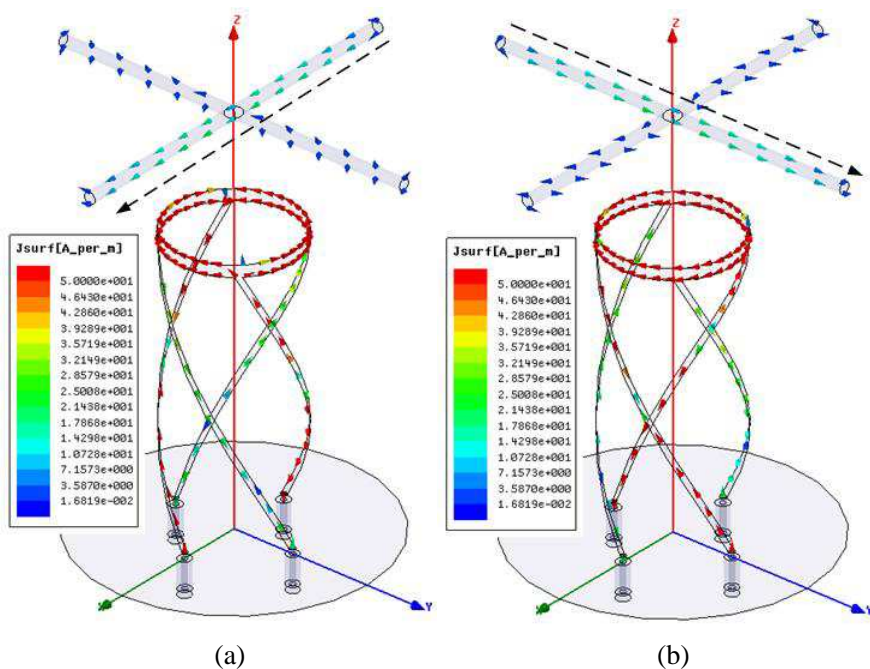 Z
Jsurf[A_per_m]
5.0000e+001
4.6430e+001
4.2860e+001
3.9289e+001
3.5719e+001
3.2149e+001
2.8579e+001
2.5008e+001
2.1438e+001
1.7868e+001
1.4298e+001
1.0728e+001
7.1573e+000
3.5870e+000
1.6819e-002
X
Y
(a)
Z
Jsurf[A_per_m]
5.0000e+001
4.6430e+001
4.2860e+001
3.9289e+001
3.5719e+001
3.2149e+001
2.8579e+001
2.5008e+001
2.1438e+001
1.7868e+001
1.4298e+001
1.0728e+001
7.1573e+000
3.5870e+000
1.6819e-002
X
Y
(b)